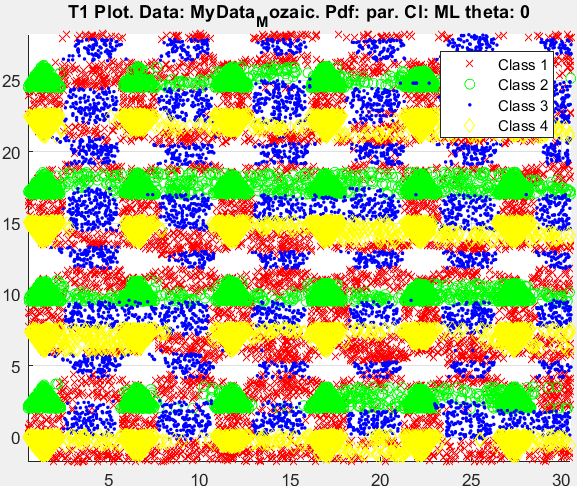 T1 Plot. Data: MyData_Mozaic. Pdf: par. Cl: ML theta: 0
Class 1
Class 2
Class 3
Class 4
25
20
15
10
5
0
5 10 15 20 25 30